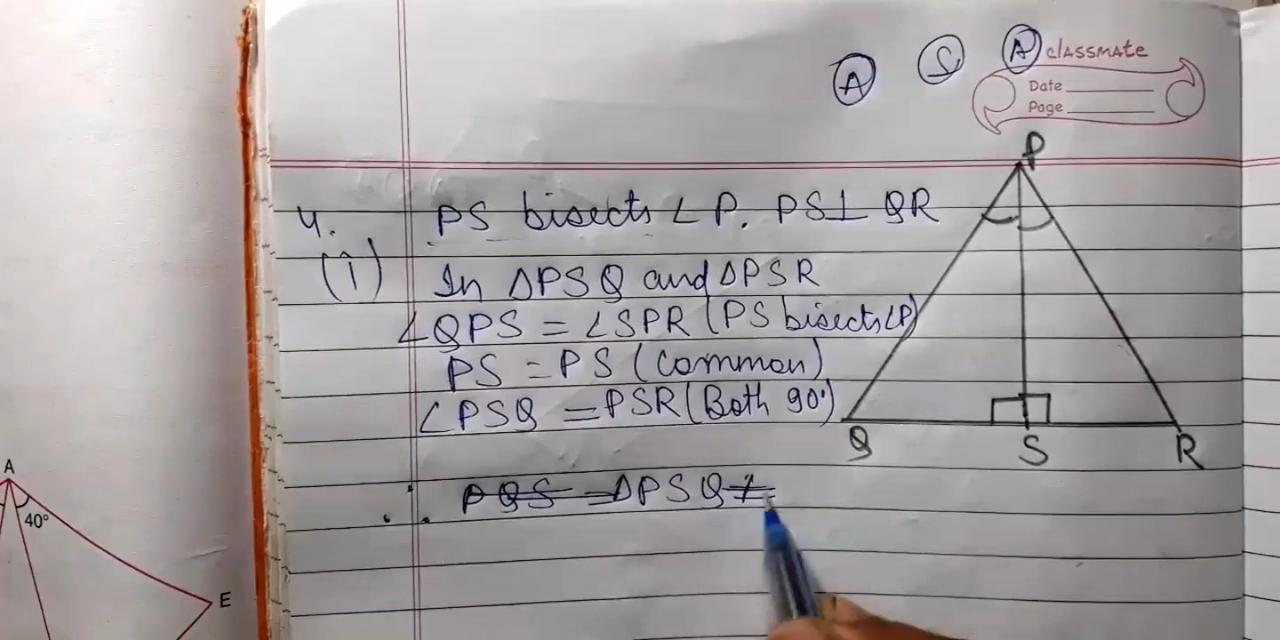 A S A classmate
Date
Page
P
4. PS bisects ∠P. PS⊥ QR
(i) In ΔPSQ and ΔPSR
∠QPS = ∠SPR (PS bisects ∠P)
PS = PS (common)
∠PSQ = PSR (Both 90°)
Q S R
A
40°
∴ PQS = ΔPSQ
E